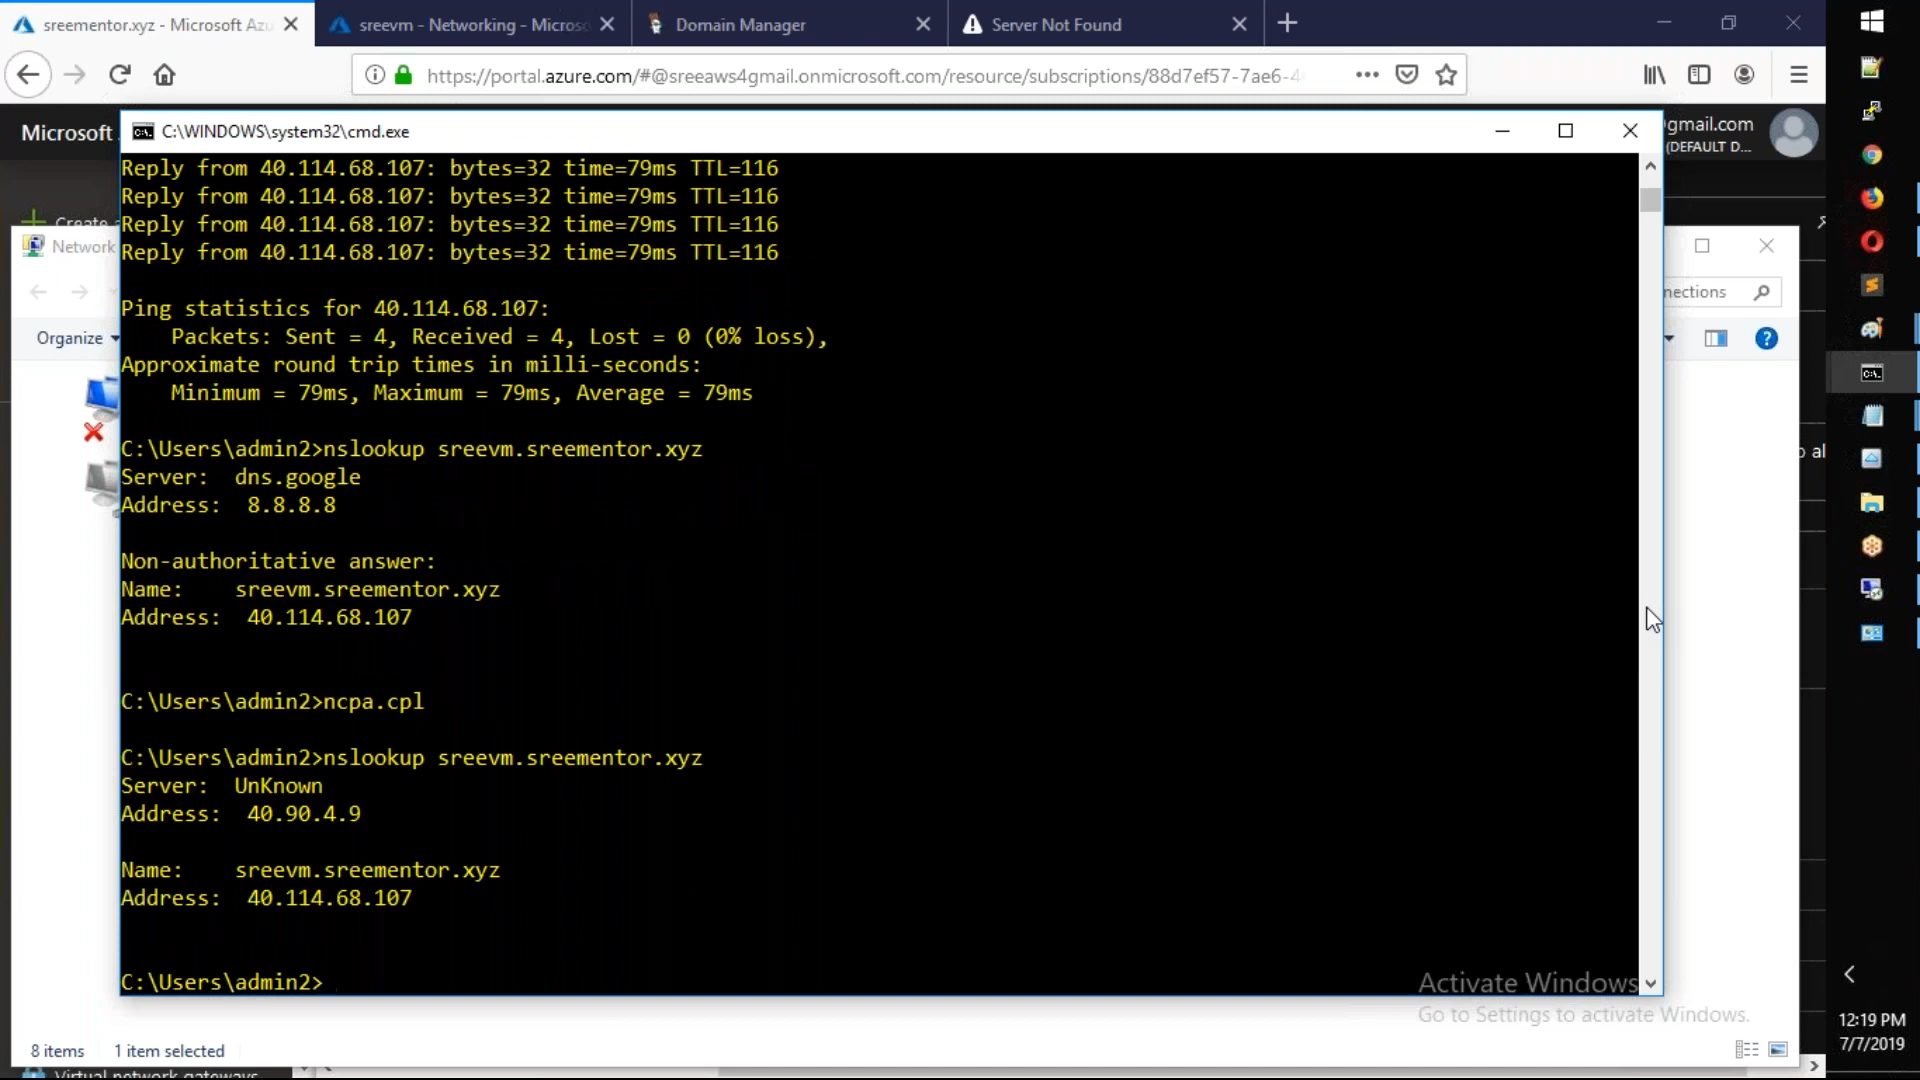 sreementor.xyz - Microsoft Azu
sreevm - Networking - Micros
Domain Manager
Server Not Found
https://portal.azure.com/#@sreeaws4gmail.onmicrosoft.com/resource/subscriptions/88d7ef57-7ae6-4
Microsoft
C:\WINDOWS\system32\cmd.exe
gmail.com
(DEFAULT D...
Reply from 40.114.68.107: bytes=32 time=79ms TTL=116
Reply from 40.114.68.107: bytes=32 time=79ms TTL=116
Reply from 40.114.68.107: bytes=32 time=79ms TTL=116
Reply from 40.114.68.107: bytes=32 time=79ms TTL=116
Create
Network
nections
Organize
Ping statistics for 40.114.68.107:
Packets: Sent = 4, Received = 4, Lost = 0 (0% loss),
Approximate round trip times in milli-seconds:
Minimum = 79ms, Maximum = 79ms, Average = 79ms
C:\Users\admin2>nslookup sreevm.sreementor.xyz
Server: dns.google
Address: 8.8.8.8
Non-authoritative answer:
Name: sreevm.sreementor.xyz
Address: 40.114.68.107
C:\Users\admin2>ncpa.cpl
C:\Users\admin2>nslookup sreevm.sreementor.xyz
Server: UnKnown
Address: 40.90.4.9
Name: sreevm.sreementor.xyz
Address: 40.114.68.107
C:\Users\admin2>
Activate Windows
Go to Settings to activate Windows.
8 items 1 item selected
Virtual network gateways
12:19 PM
7/7/2019